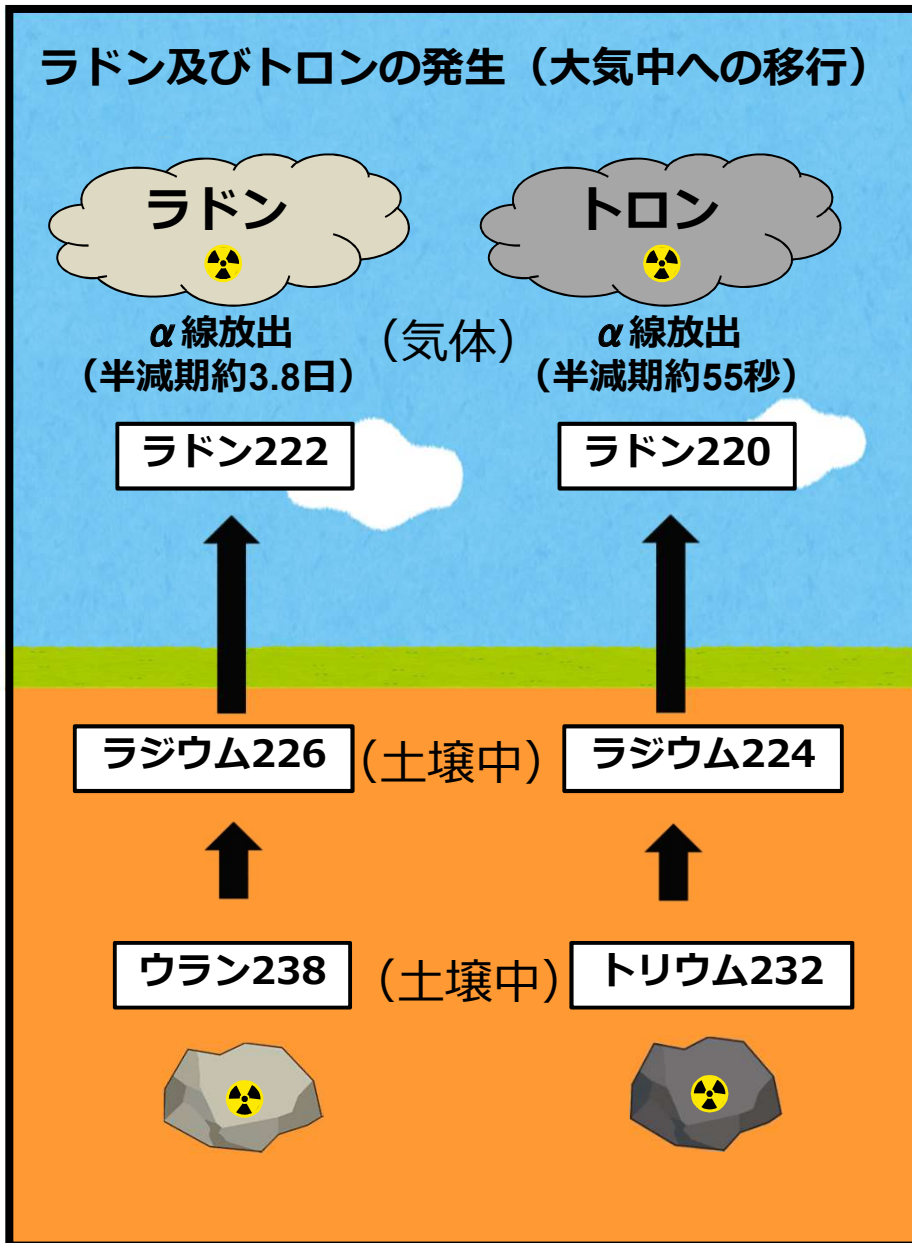 ラドン及びトロンの発生（大気中への移行）
ラドン
トロン
α線放出
（半減期約3.8日）
（気体）
α線放出
（半減期約55秒）
ラドン222
ラドン220
ラジウム226
（土壌中）
ラジウム224
ウラン238
（土壌中）
トリウム232